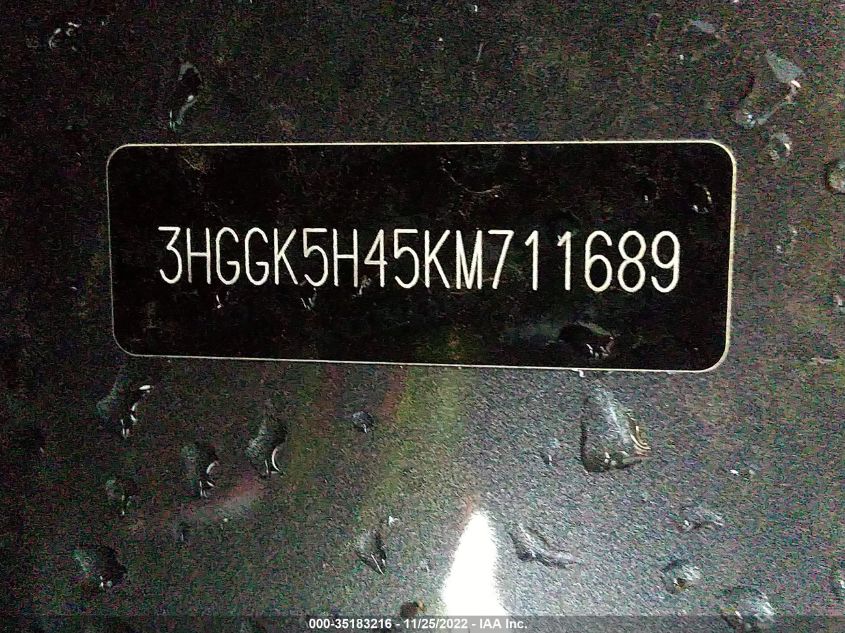 3HGGK5H45KM711689
000-35183216 - 11/25/2022 - IAA Inc.